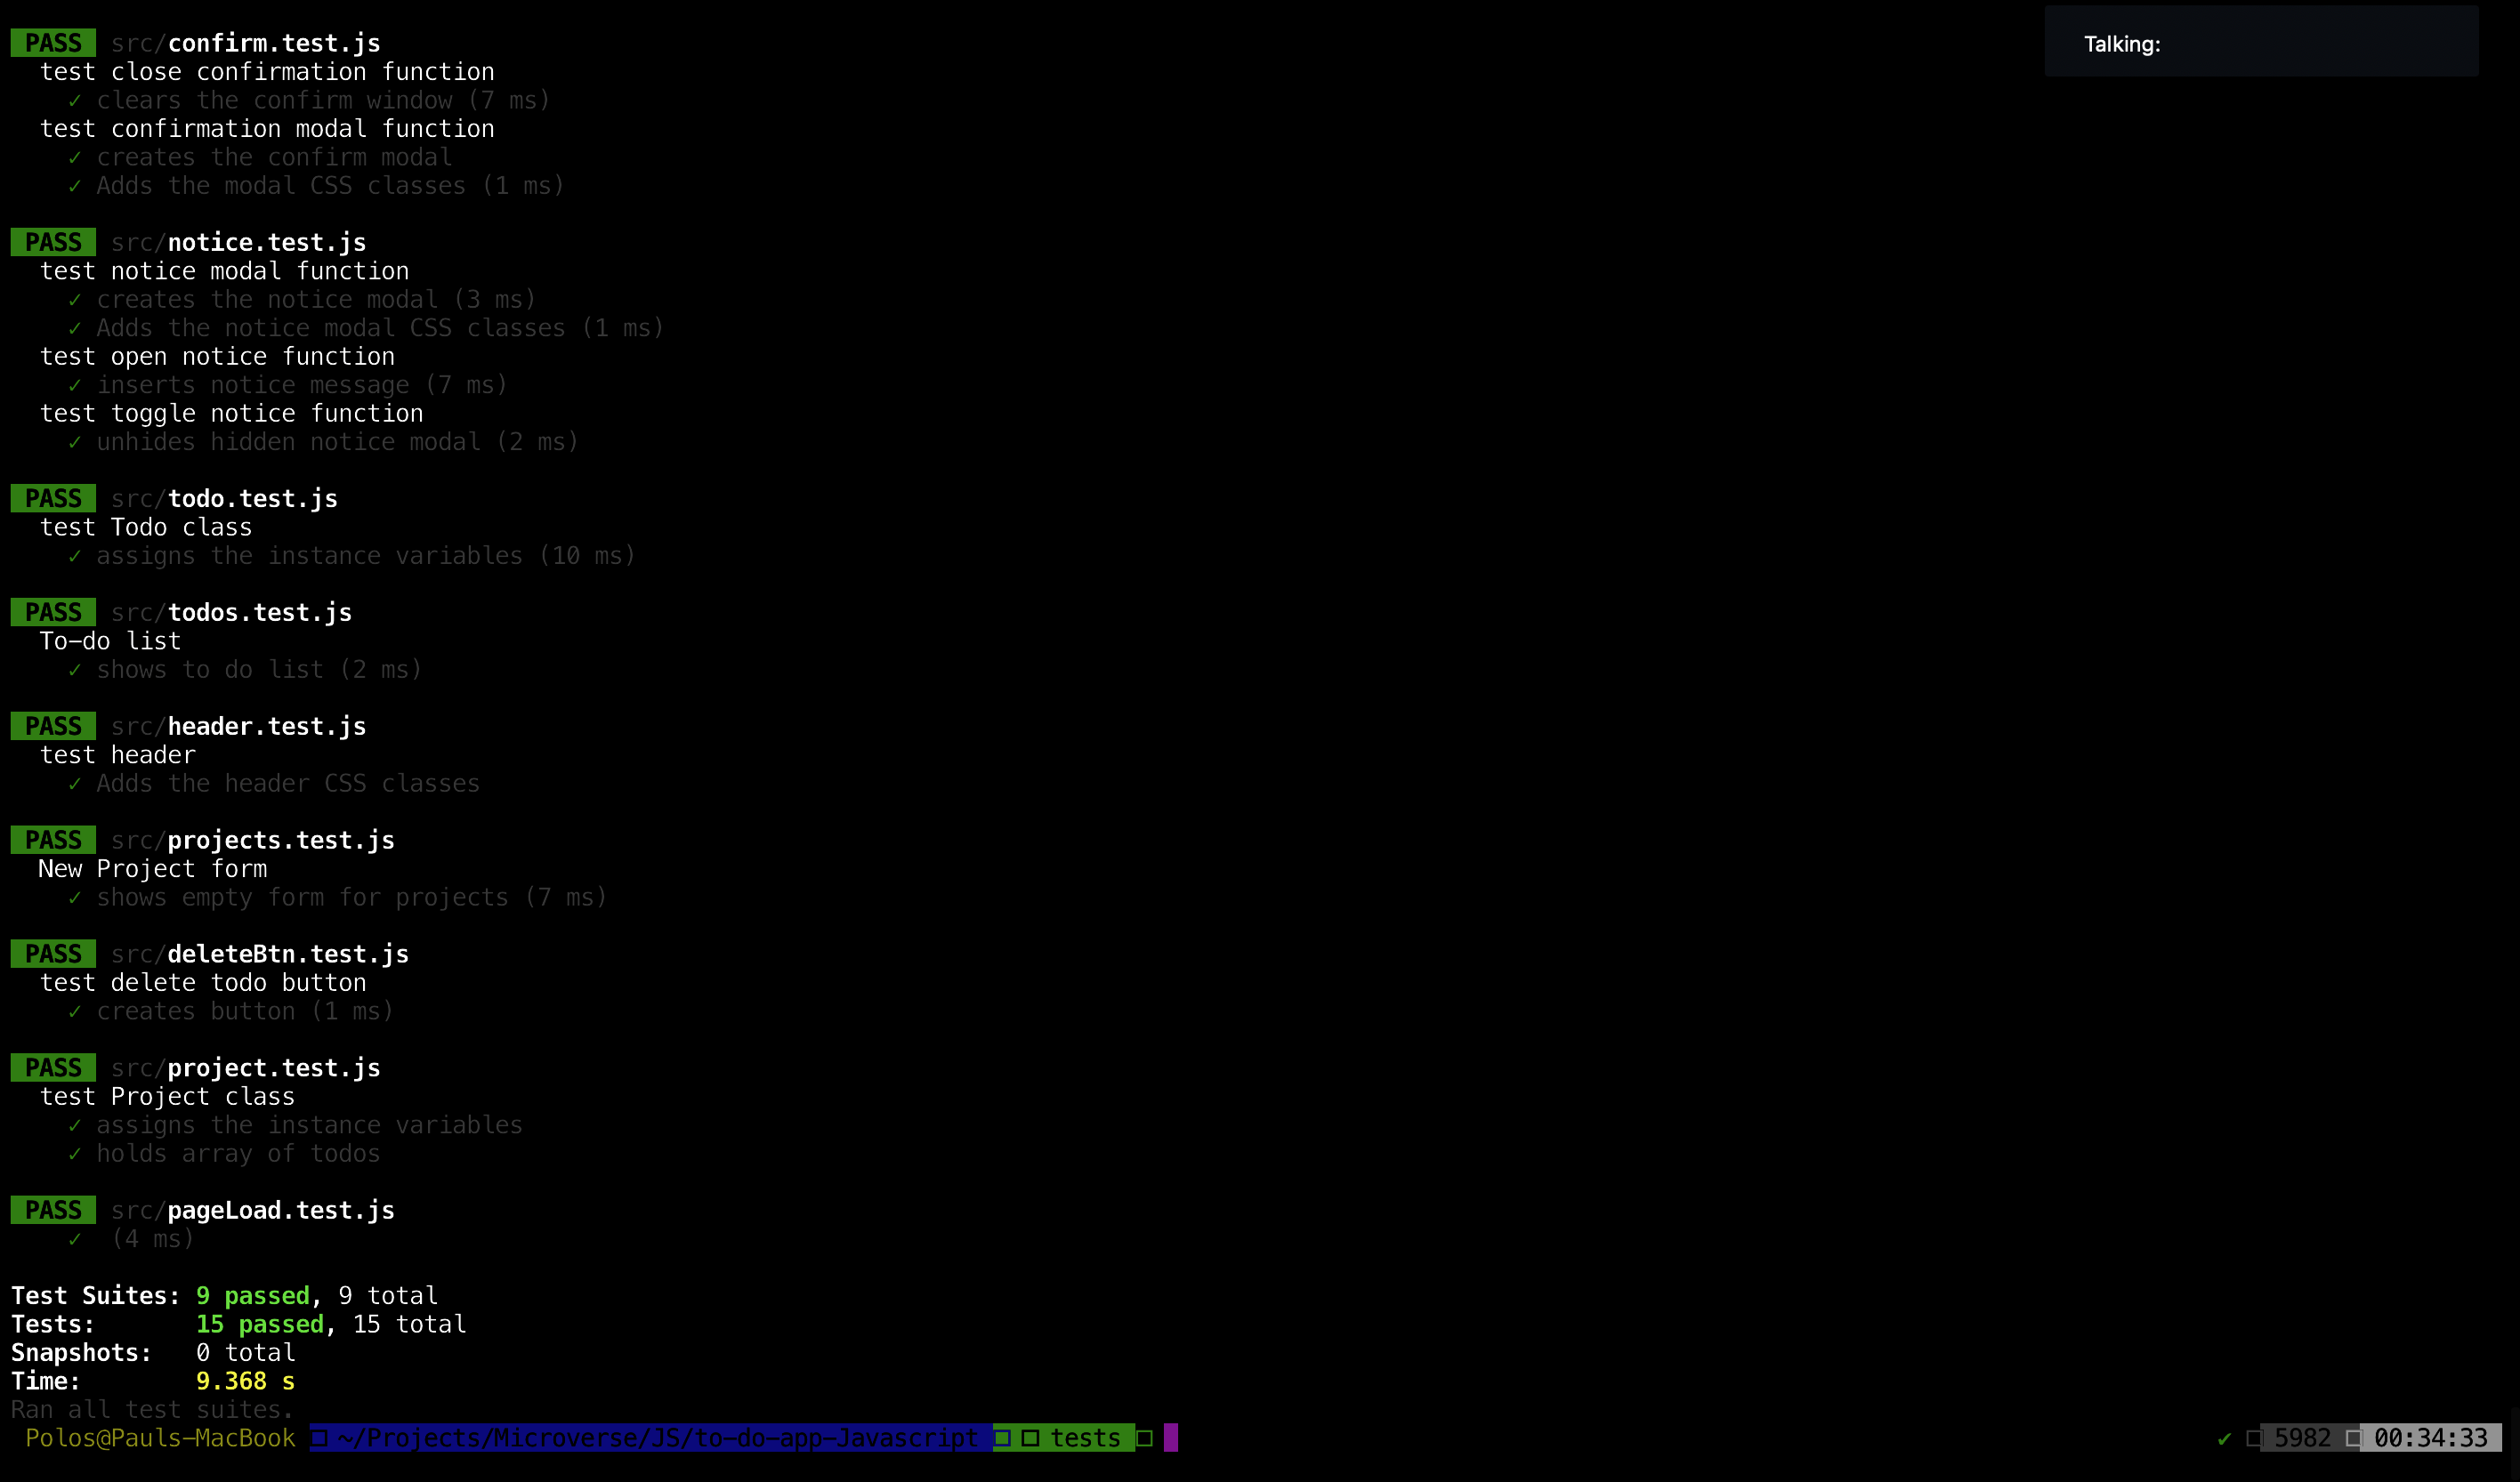 PASS src/confirm.test.js
test close confirmation function
✓ clears the confirm window (7 ms)
test confirmation modal function
✓ creates the confirm modal
✓ Adds the modal CSS classes (1 ms)
PASS src/notice.test.js
test notice modal function
✓ creates the notice modal (3 ms)
✓ Adds the notice modal CSS classes (1 ms)
test open notice function
✓ inserts notice message (7 ms)
test toggle notice function
✓ unhides hidden notice modal (2 ms)
PASS src/todo.test.js
test Todo class
✓ assigns the instance variables (10 ms)
PASS src/todos.test.js
To-do list
✓ shows to do list (2 ms)
PASS src/header.test.js
test header
✓ Adds the header CSS classes
PASS src/projects.test.js
New Project form
✓ shows empty form for projects (7 ms)
PASS src/deleteBtn.test.js
test delete todo button
✓ creates button (1 ms)
PASS src/project.test.js
test Project class
✓ assigns the instance variables
✓ holds array of todos
PASS src/pageLoad.test.js
✓ (4 ms)
Test Suites: 9 passed, 9 total
Tests: 15 passed, 15 total
Snapshots: 0 total
Time: 9.368 s
Ran all test suites.
Polos@Pauls-MacBook ~/Projects/Microverse/JS/to-do-app-Javascript tests ✔ 5982 00:34:33
Talking: